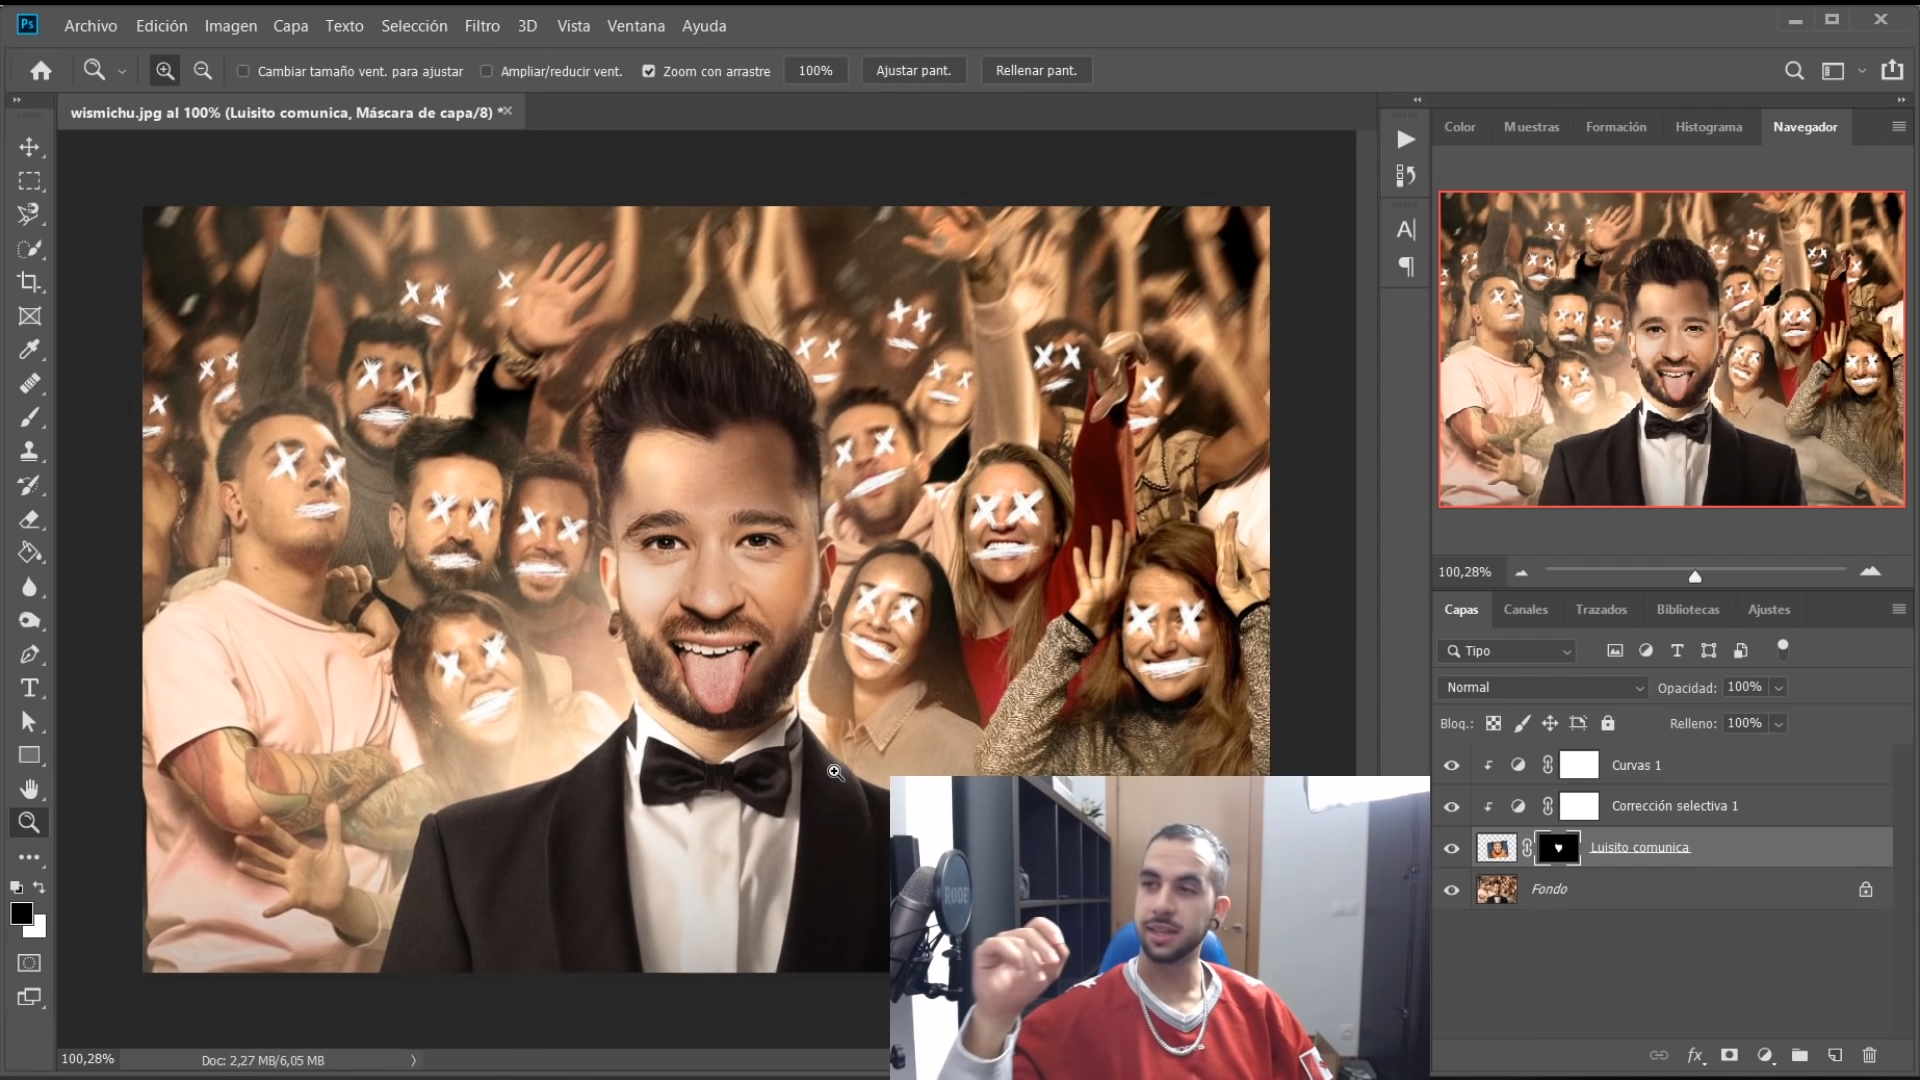 Ps Archivo Edición Imagen Capa Texto Selección Filtro 3D Vista Ventana Ayuda
Cambiar tamaño vent. para ajustar Ampliar/reducir vent. Zoom con arrastre 100% Ajustar pant. Rellenar pant.
wismichu.jpg al 100% (Luisito comunica, Máscara de capa/8) *
Color Muestras Formación Histograma Navegador
100,28%
Capas Canales Trazados Bibliotecas Ajustes
Tipo
Normal Opacidad: 100%
Bloq.: Relleno: 100%
Curvas 1
Corrección selectiva 1
Luisito comunica
Fondo
RODE
100,28% Doc: 2,27 MB/6,05 MB